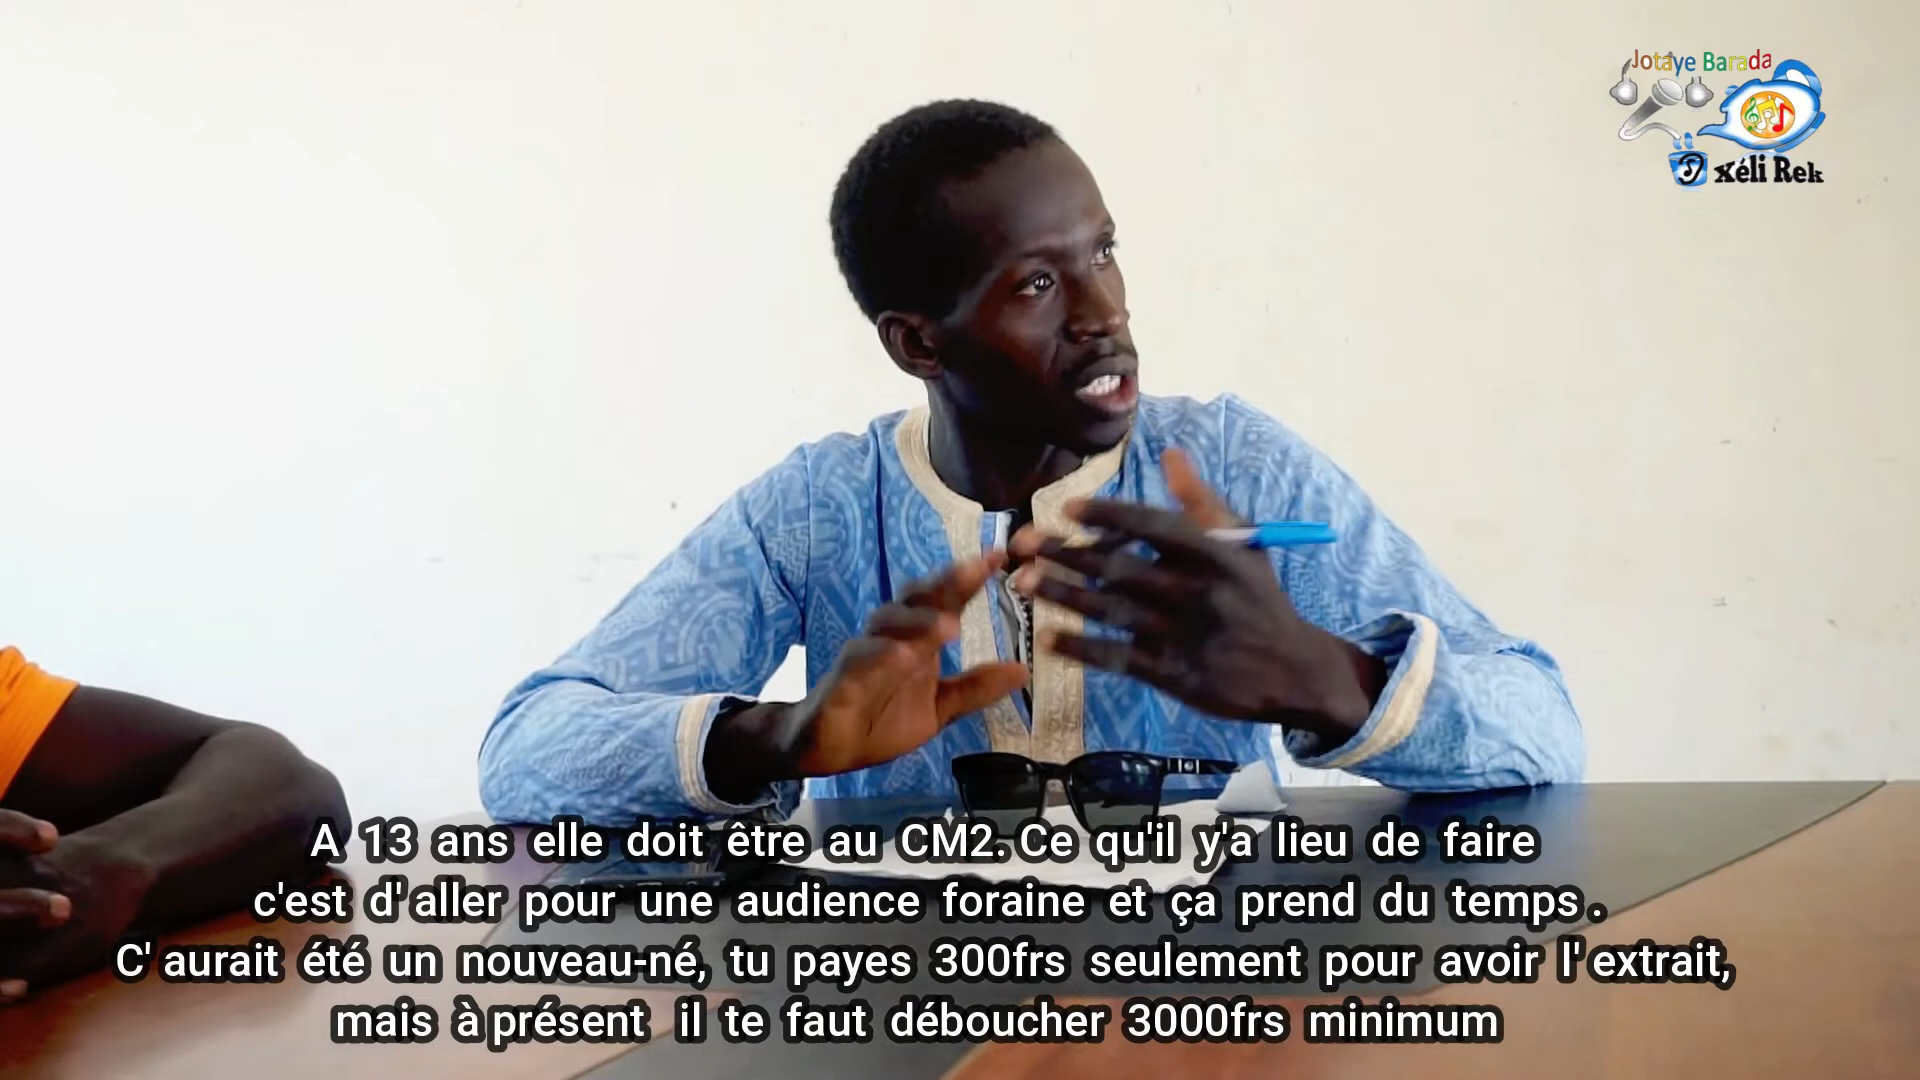 Jotaye Barada
xéli Rek
A 13 ans elle doit être au CM2. Ce qu'il y'a lieu de faire
c'est d'aller pour une audience foraine et ça prend du temps.
C'aurait été un nouveau-né, tu payes 300frs seulement pour avoir l'extrait,
mais à présent il te faut déboucher 3000frs minimum